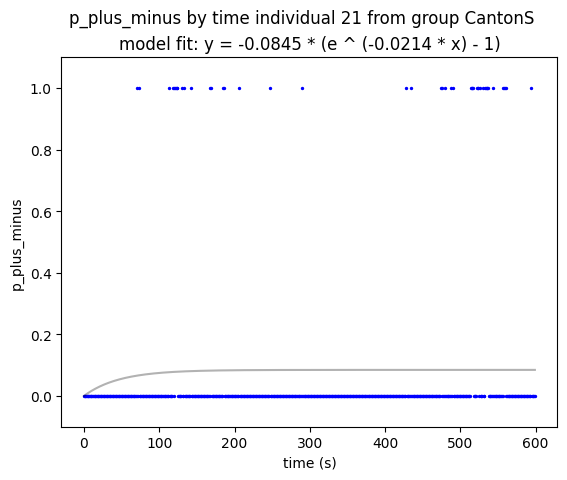 p_plus_minus by time individual 21 from group CantonS
model fit: y = -0.0845 * (e ^ (-0.0214 * x) - 1)
1.0
0.8
0.6
0.4
0.2
0.0
p_plus_minus
0 100 200 300 400 500 600
time (s)